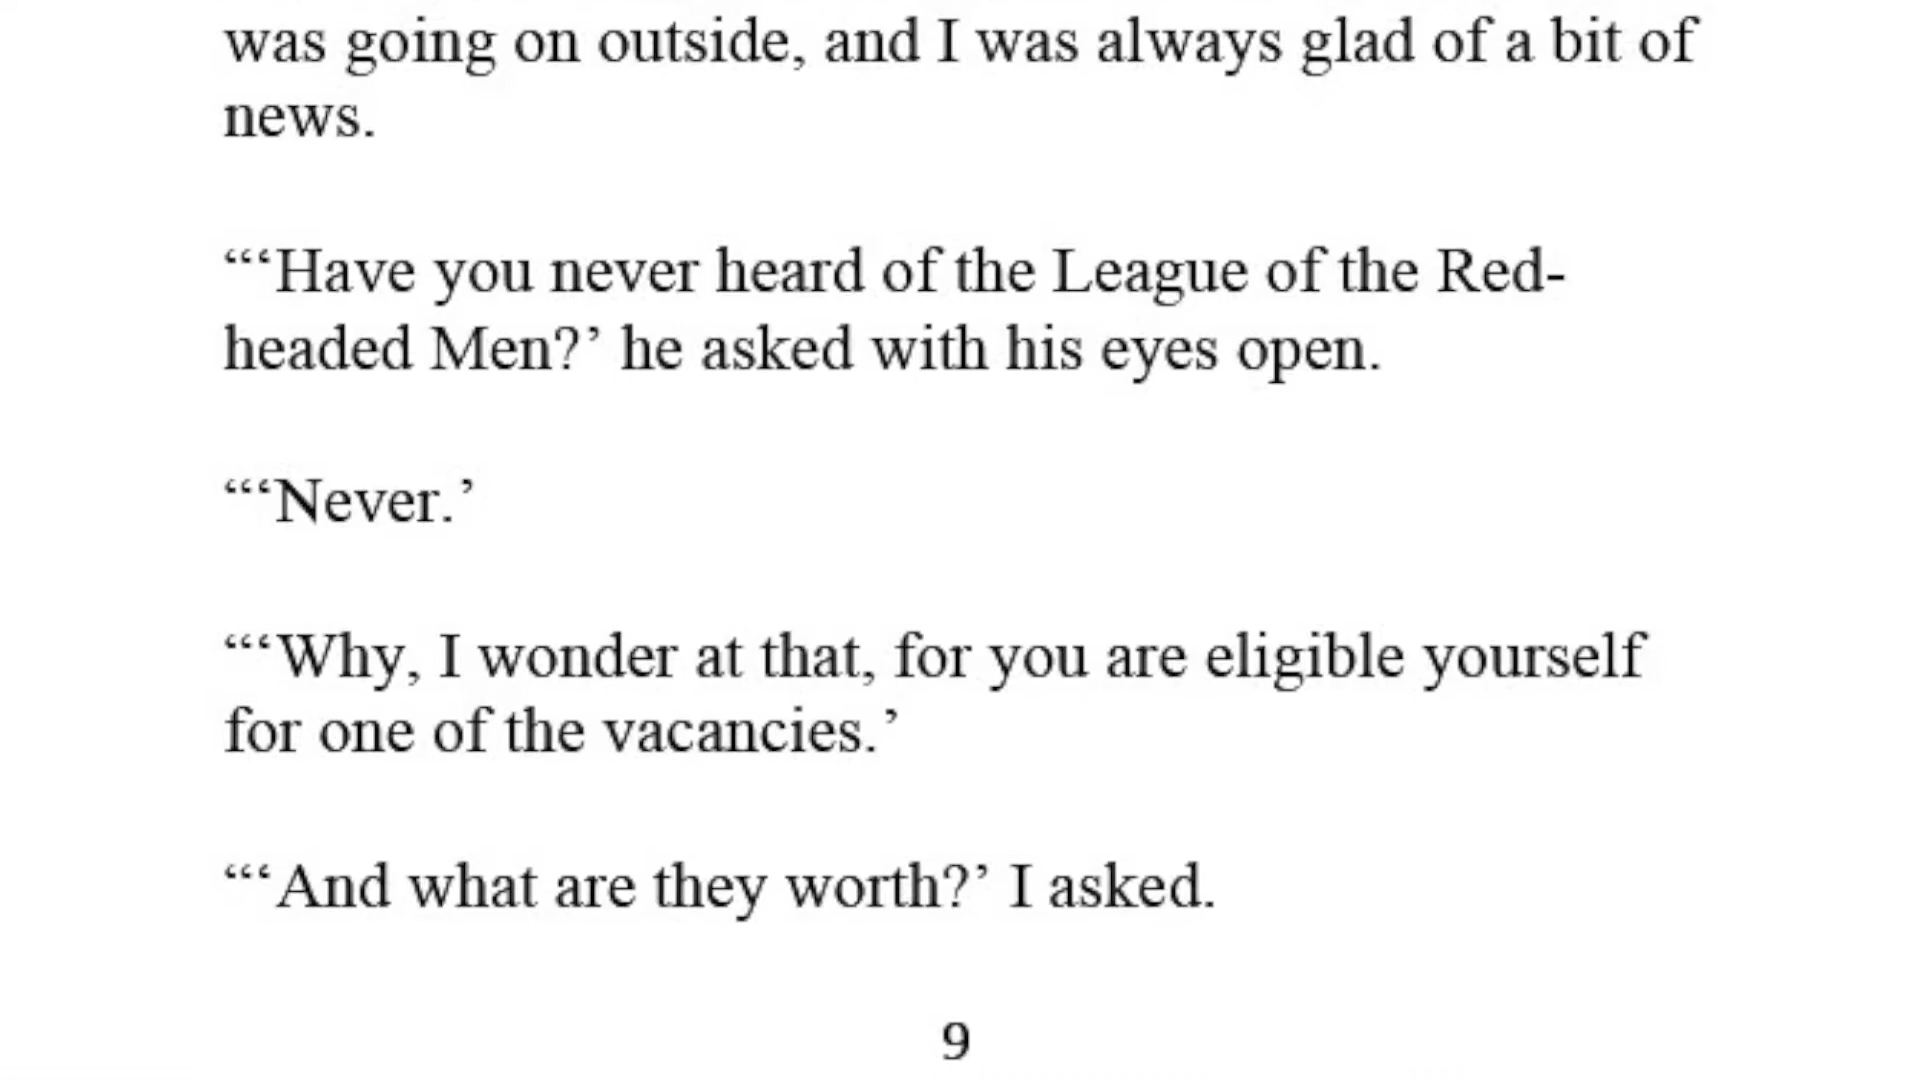 was going on outside, and I was always glad of a bit of
news.
“‘Have you never heard of the League of the Red-
headed Men?’ he asked with his eyes open.
“‘Never.’
“‘Why, I wonder at that, for you are eligible yourself
for one of the vacancies.’
“‘And what are they worth?’ I asked.
9